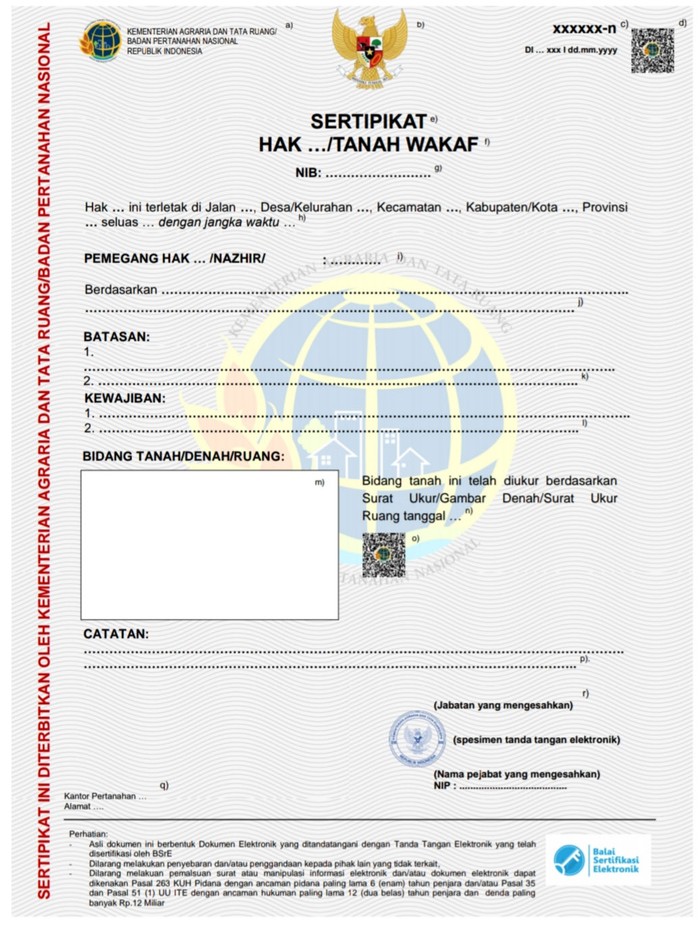 KEMENTERIAN AGRARIA DAN TATA RUANG/ a)
BADAN PERTANAHAN NASIONAL
REPUBLIK INDONESIA
b)
xxxxxx-n c)
DI ... xxx I dd.mm.yyyy
d)
SERTIPIKAT e)
HAK .../TANAH WAKAF f)
NIB: .......................... g)
Hak ... ini terletak di Jalan ..., Desa/Kelurahan ..., Kecamatan ..., Kabupaten/Kota ..., Provinsi
... seluas ... dengan jangka waktu ... h)
PEMEGANG HAK ... /NAZHIR/ : ............ i)
Berdasarkan ....................................................................................
.................................................................................... j)
BATASAN:
1.
....................................................................................
2. .................................................................................... k)
KEWAJIBAN:
1. ....................................................................................
2. .................................................................................... l)
BIDANG TANAH/DENAH/RUANG:
m)
Bidang tanah ini telah diukur berdasarkan
Surat Ukur/Gambar Denah/Surat Ukur
Ruang tanggal ... n)
o)
CATATAN:
....................................................................................
.................................................................................... p).
r)
(Jabatan yang mengesahkan)
(spesimen tanda tangan elektronik)
(Nama pejabat yang mengesahkan)
NIP : ....................................
q)
Kantor Pertanahan ...
Alamat ....
Perhatian:
- Asli dokumen ini berbentuk Dokumen Elektronik yang ditandatangani dengan Tanda Tangan Elektronik yang telah
disertifikasi oleh BSrE
- Dilarang melakukan penyebaran dan/atau penggandaan kepada pihak lain yang tidak terkait,
- Dilarang melakuan pemalsuan surat atau manipulasi informasi elektronik dan/atau dokumen elektronik dapat
dikenakan Pasal 263 KUH Pidana dengan ancaman pidana paling lama 6 (enam) tahun penjara dan/atau Pasal 35
dan Pasal 51 (1) UU ITE dengan ancaman hukuman paling lama 12 (dua belas) tahun penjara dan denda paling
banyak Rp.12 Miliar
Balai
Sertifikasi
Elektronik
SERTIPIKAT INI DITERBITKAN OLEH KEMENTERIAN AGRARIA DAN TATA RUANG/BADAN PERTANAHAN NASIONAL
KEMENTERIAN AGRARIA DAN TATA RUANG
PERTANAHAN NASIONAL